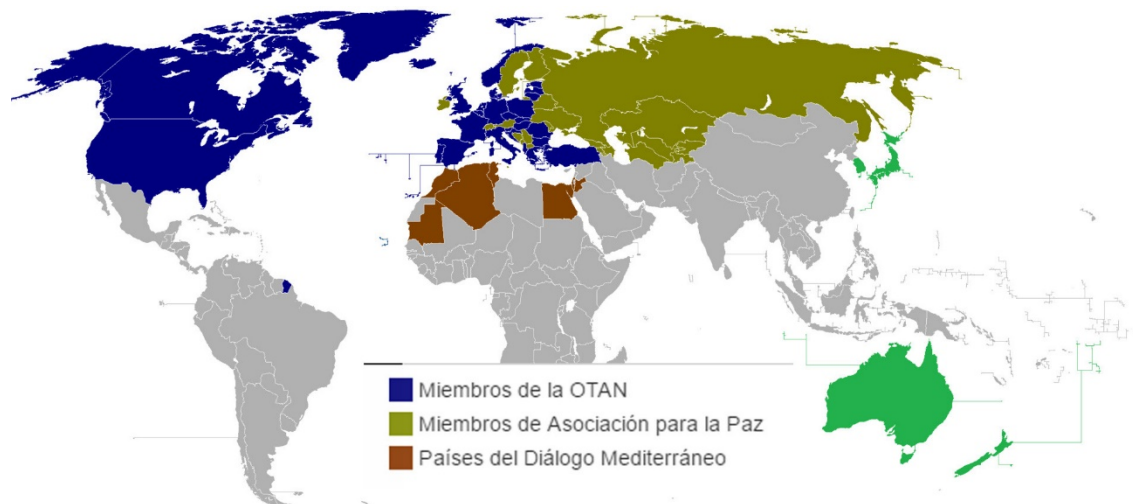 Miembros de la OTAN
Miembros de Asociación para la Paz
Países del Diálogo Mediterráneo